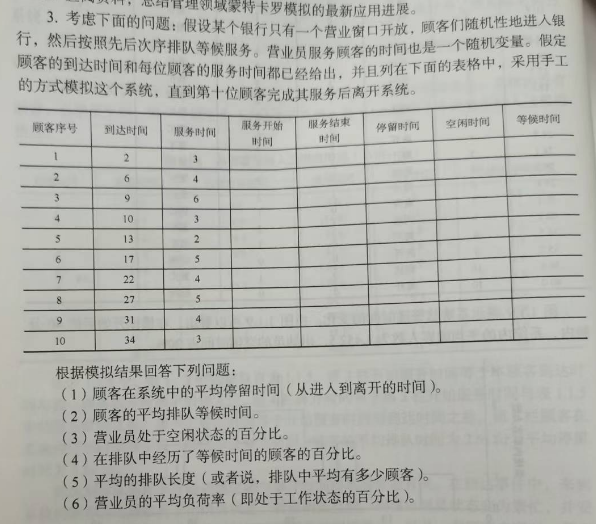 总结管理领域蒙特卡罗模拟的最新应用进展。
3. 考虑下面的问题：假设某个银行只有一个营业窗口开放，顾客们随机性地进入银
行，然后按照先后次序排队等候服务。营业员服务顾客的时间也是一个随机变量。假定
顾客的到达时间和每位顾客的服务时间都已经给出，并且列在下面的表格中，采用手工
的方式模拟这个系统，直到第十位顾客完成其服务后离开系统。
顾客序号 到达时间 服务时间 服务开始时间 服务结束时间 停留时间 空闲时间 等候时间
1 2 3
2 6 4
3 9 6
4 10 3
5 13 2
6 17 5
7 22 4
8 27 5
9 31 4
10 34 3
根据模拟结果回答下列问题：
（1）顾客在系统中的平均停留时间（从进入到离开的时间）。
（2）顾客的平均排队等候时间。
（3）营业员处于空闲状态的百分比。
（4）在排队中经历了等候时间的顾客的百分比。
（5）平均的排队长度（或者说，排队中平均有多少顾客）。
（6）营业员的平均负荷率（即处于工作状态的百分比）。